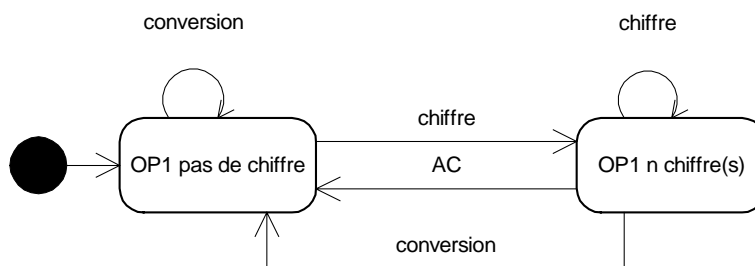 conversion
chiffre
chiffre
OP1 pas de chiffre
AC
OP1 n chiffre(s)
conversion